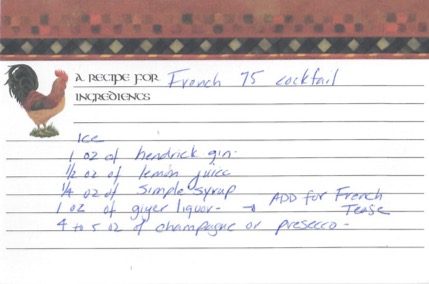 A RECIPE FOR French 75 cocktail
INGREDIENTS
Ice
1 oz of hendrick gin.
1/2 oz of lemon juice
1/4 oz of simple syrup
1 oz of giyer liquor - → ADD for French Tease
4 to 5 oz of champagne or presecco -